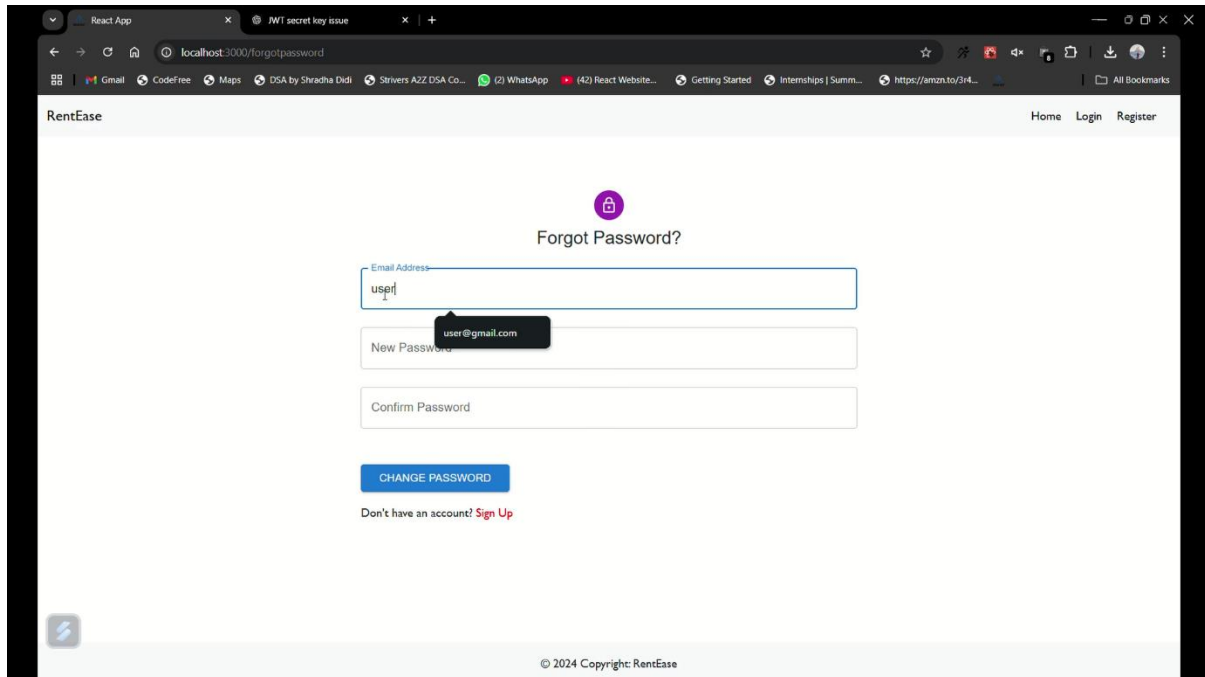 React App JWT secret key issue
localhost:3000/forgotpassword
Gmail CodeFree Maps DSA by Shradha Didi Strivers A2Z DSA Co... (2) WhatsApp (42) React Website... Getting Started Internships | Summ... https://amzn.to/3r4... All Bookmarks
RentEase Home Login Register
Forgot Password?
Email Address
user
user@gmail.com
New Password
Confirm Password
CHANGE PASSWORD
Don't have an account? Sign Up
© 2024 Copyright: RentEase